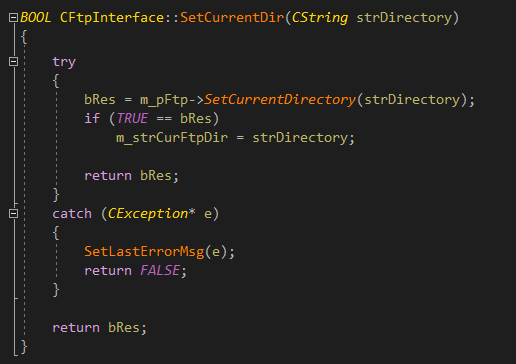 BOOL CFtpInterface::SetCurrentDir(CString strDirectory)
{
    try
    {
        bRes = m_pFtp->SetCurrentDirectory(strDirectory);
        if (TRUE == bRes)
            m_strCurFtpDir = strDirectory;

        return bRes;
    }
    catch (CException* e)
    {
        SetLastErrorMsg(e);
        return FALSE;
    }

    return bRes;
}